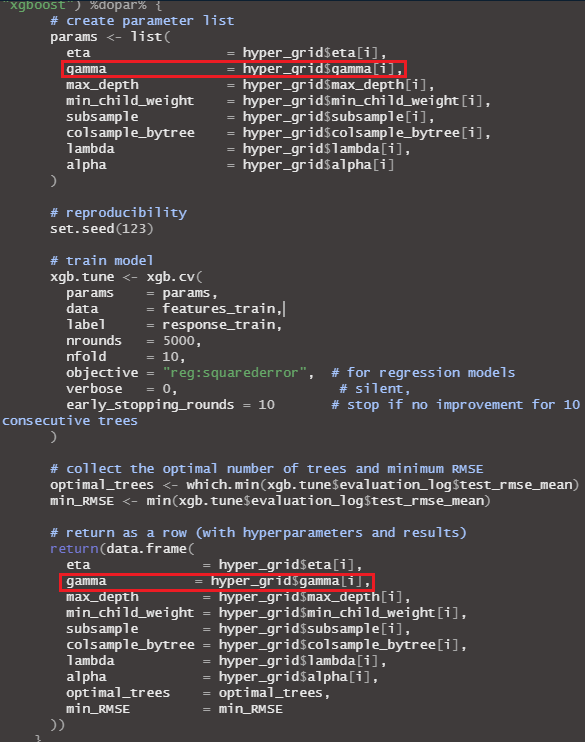 "xgboost") %dopar% {
    # create parameter list
    params <- list(
      eta                 = hyper_grid$eta[i],
      gamma               = hyper_grid$gamma[i],
      max_depth           = hyper_grid$max_depth[i],
      min_child_weight    = hyper_grid$min_child_weight[i],
      subsample           = hyper_grid$subsample[i],
      colsample_bytree    = hyper_grid$colsample_bytree[i],
      lambda              = hyper_grid$lambda[i],
      alpha               = hyper_grid$alpha[i]
    )
    # reproducibility
    set.seed(123)
    # train model
    xgb.tune <- xgb.cv(
      params    = params,
      data      = features_train,
      label     = response_train,
      nrounds   = 5000,
      nfold     = 10,
      objective = "reg:squarederror",  # for regression models
      verbose   = 0,                    # silent,
      early_stopping_rounds = 10       # stop if no improvement for 10
consecutive trees
    )
    # collect the optimal number of trees and minimum RMSE
    optimal_trees <- which.min(xgb.tune$evaluation_log$test_rmse_mean)
    min_RMSE <- min(xgb.tune$evaluation_log$test_rmse_mean)
    # return as a row (with hyperparameters and results)
    return(data.frame(
      eta              = hyper_grid$eta[i],
      gamma           = hyper_grid$gamma[i],
      max_depth        = hyper_grid$max_depth[i],
      min_child_weight = hyper_grid$min_child_weight[i],
      subsample        = hyper_grid$subsample[i],
      colsample_bytree = hyper_grid$colsample_bytree[i],
      lambda           = hyper_grid$lambda[i],
      alpha            = hyper_grid$alpha[i],
      optimal_trees    = optimal_trees,
      min_RMSE         = min_RMSE
    ))
  }